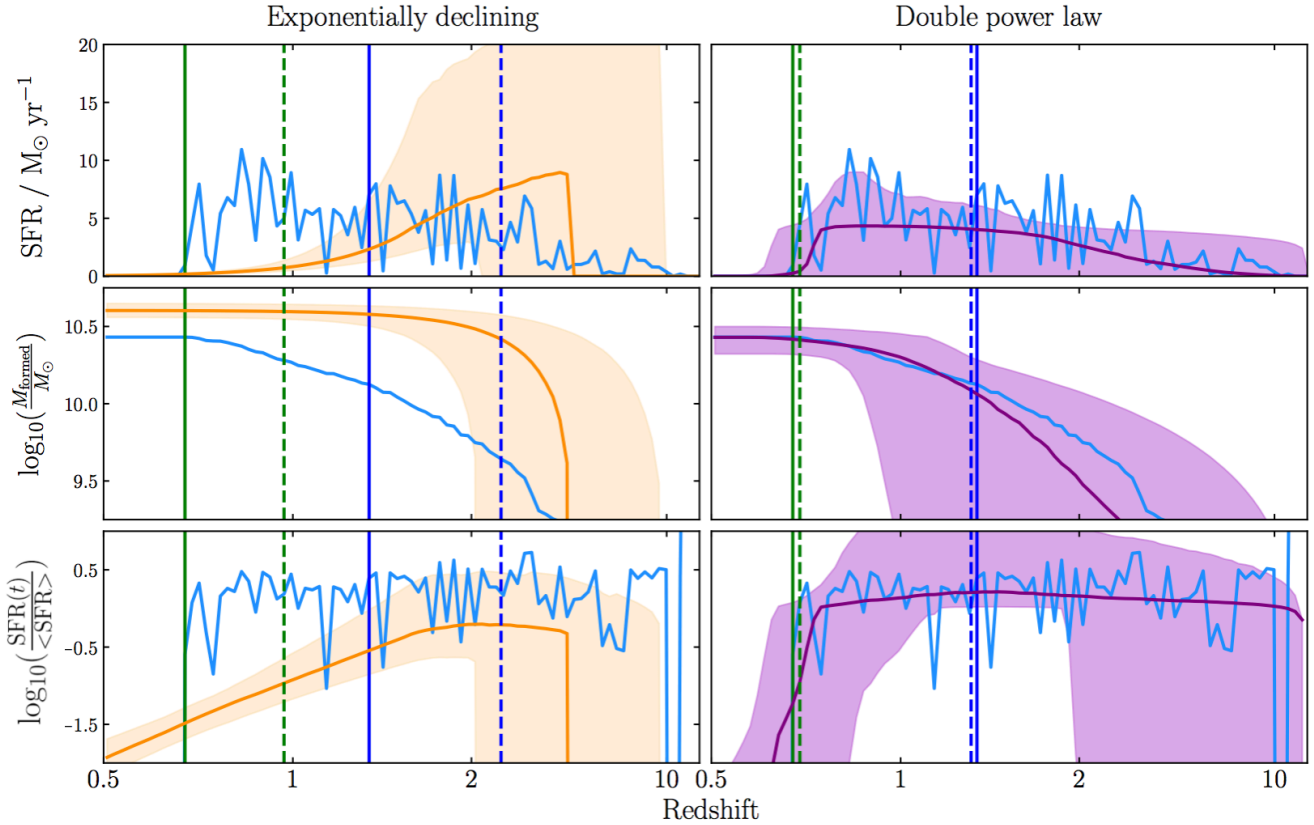 Exponentially declining
Double power law
SFR / M⊙ yr⁻¹
20
15
10
5
0
log₁₀(M_formed/M⊙)
10.5
10.0
9.5
log₁₀(SFR(t)/<SFR>)
0.5
-0.5
-1.5
0.5 1 2 10
0.5 1 2 10
Redshift